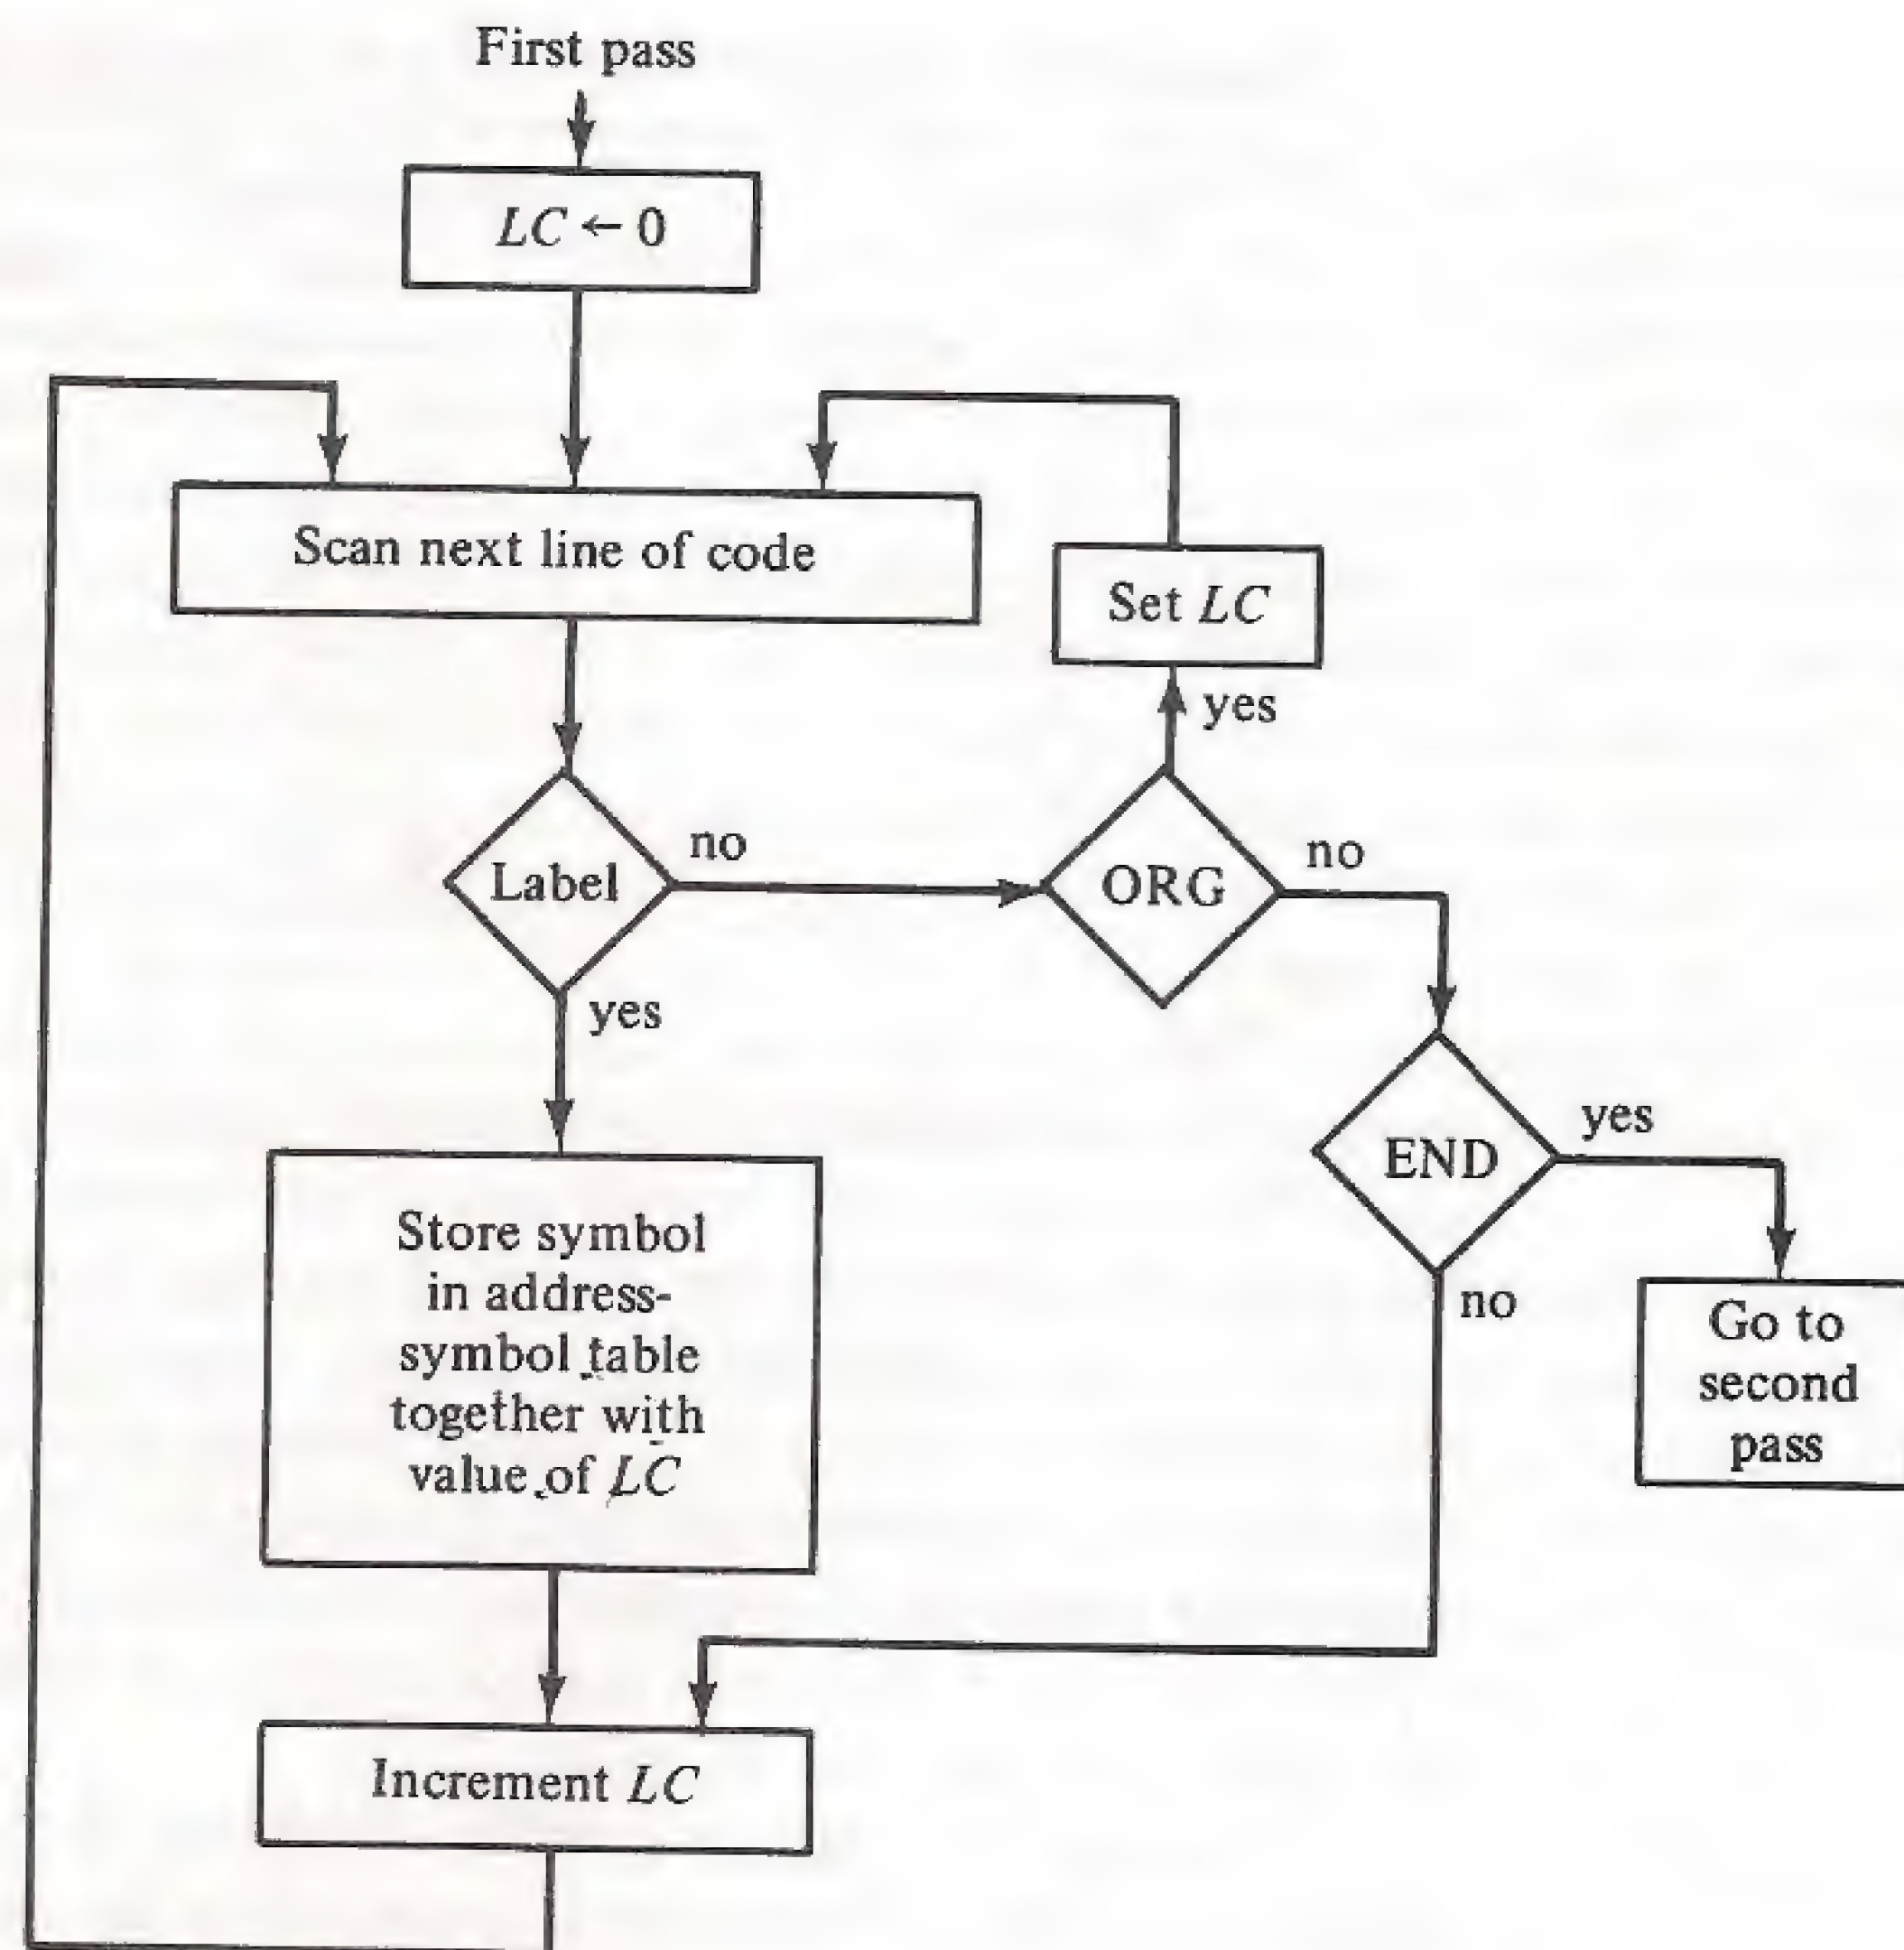 First pass
LC ← 0
Scan next line of code
Set LC
yes
Label
no
ORG
no
yes
END
yes
no
Store symbol
in address-
symbol table
together with
value of LC
Go to
second
pass
Increment LC